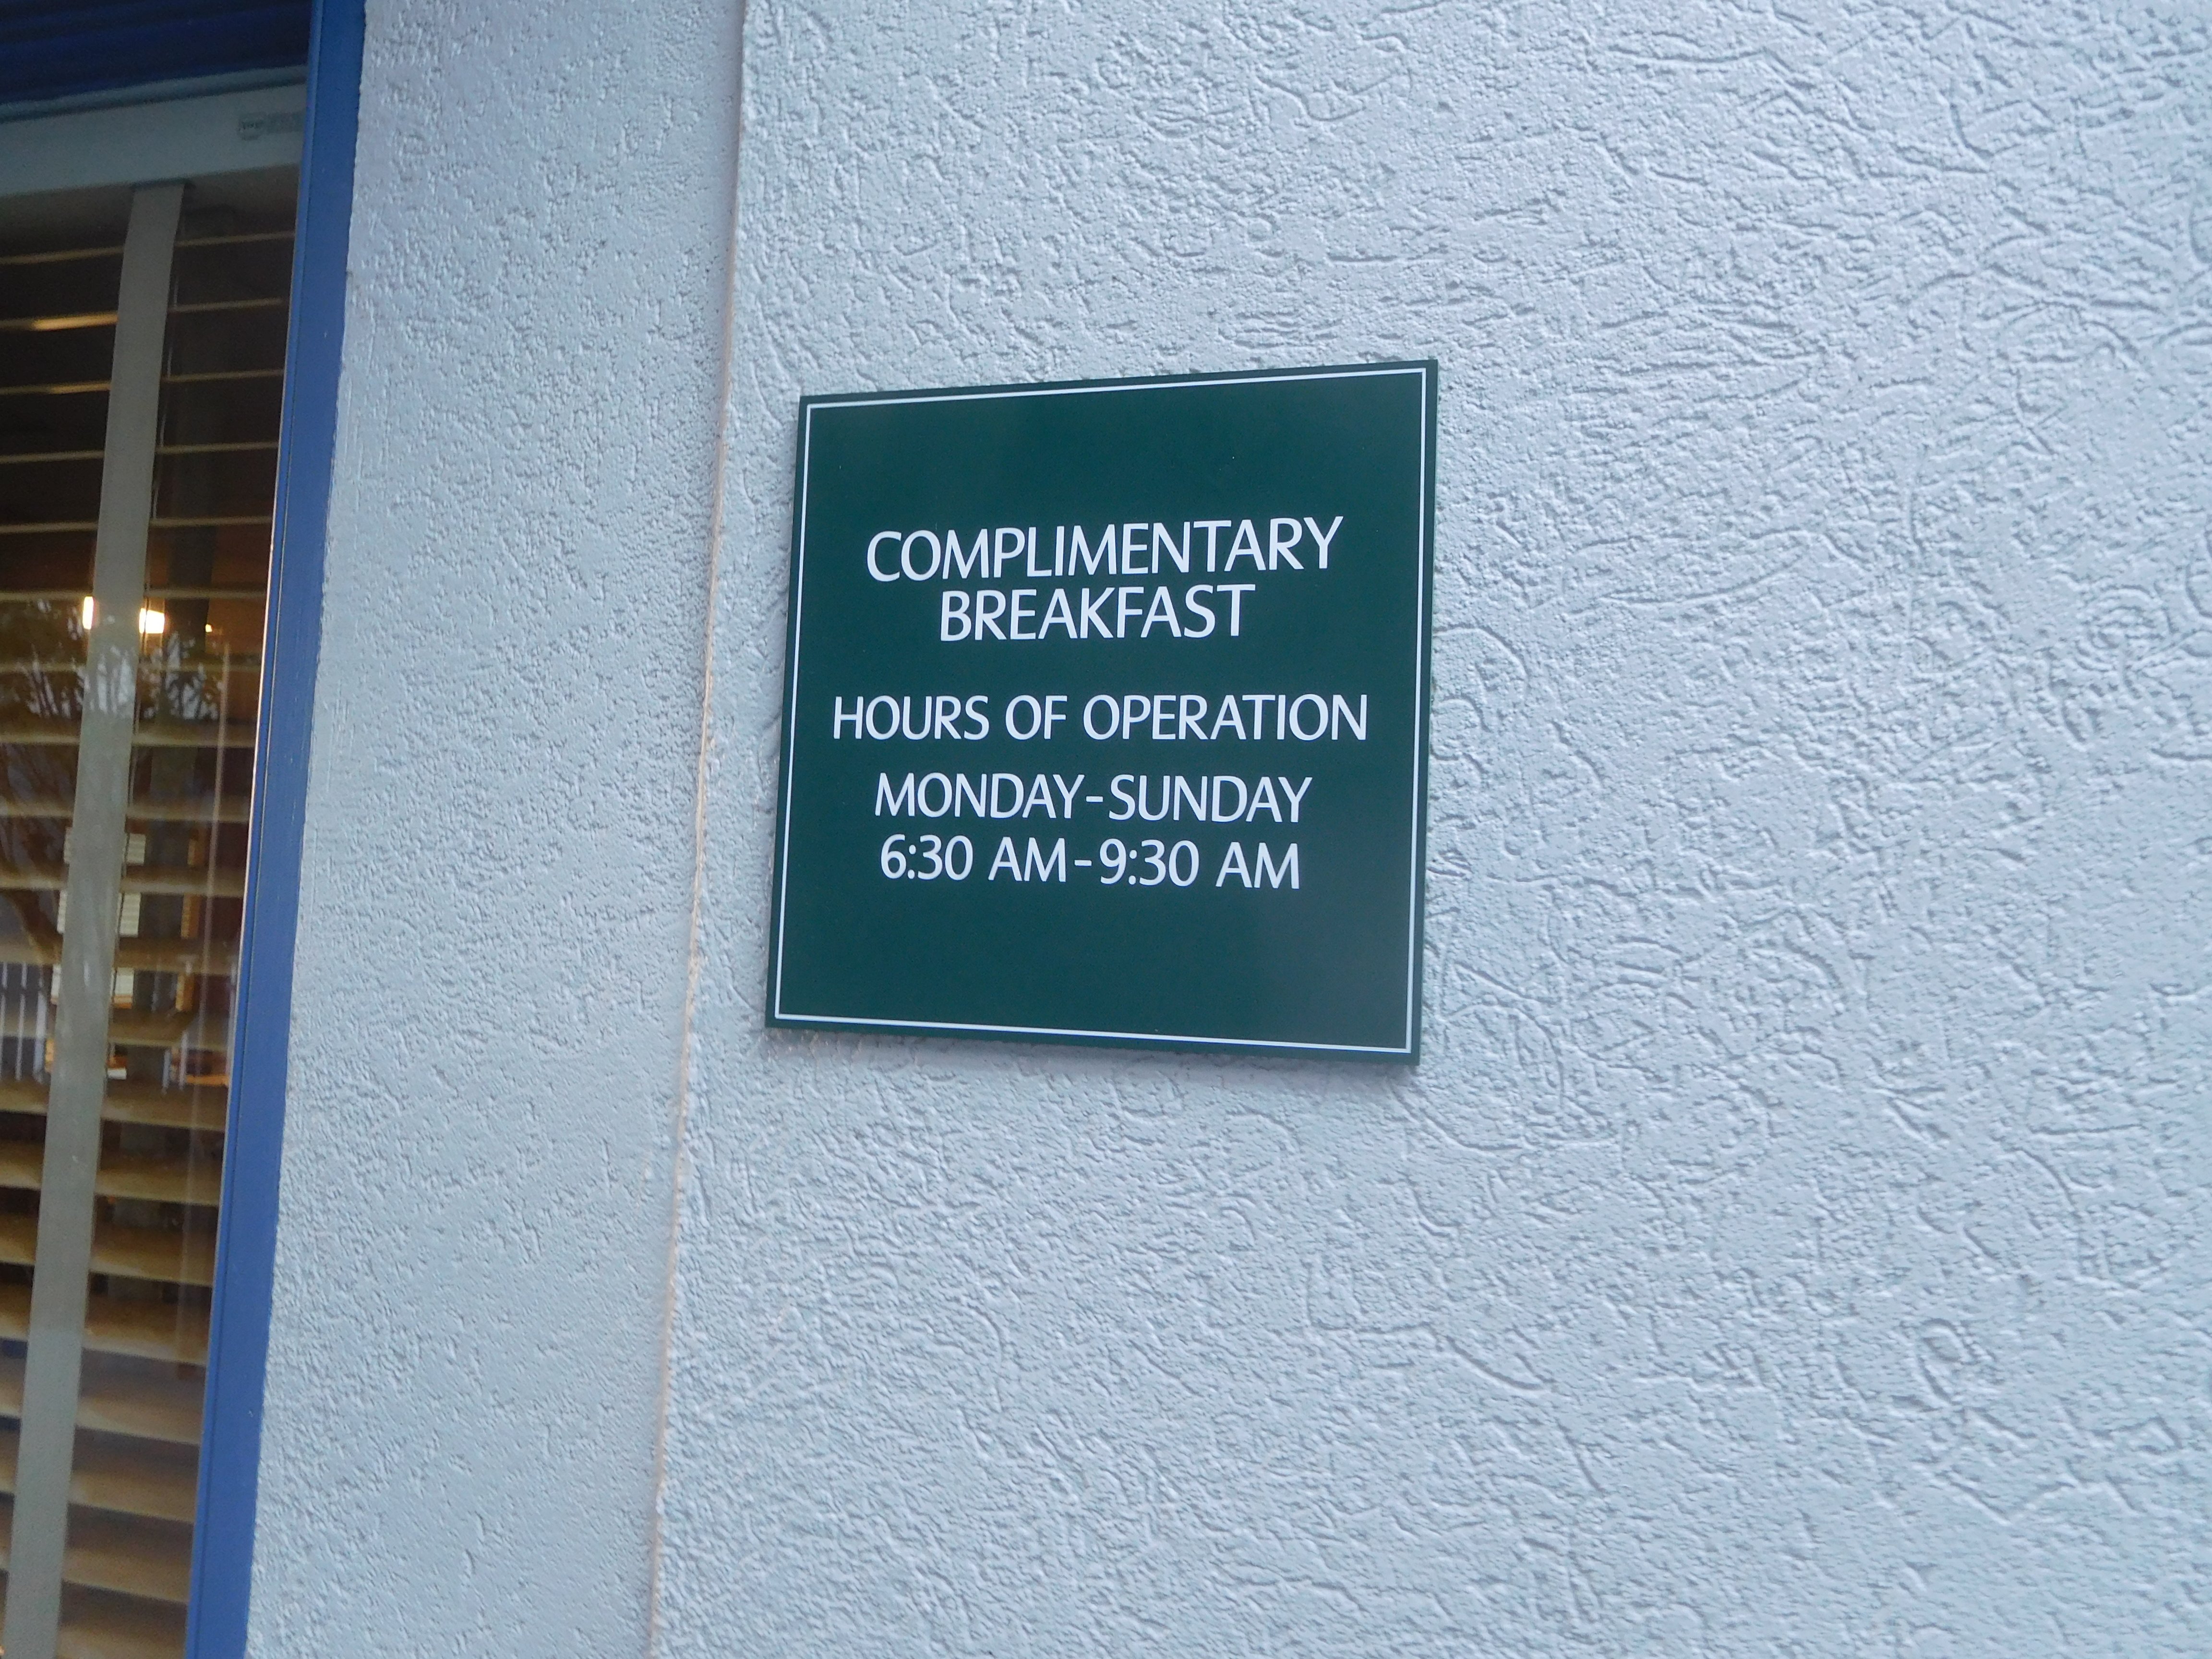 COMPLIMENTARY
BREAKFAST
HOURS OF OPERATION
MONDAY-SUNDAY
6:30 AM-9:30 AM